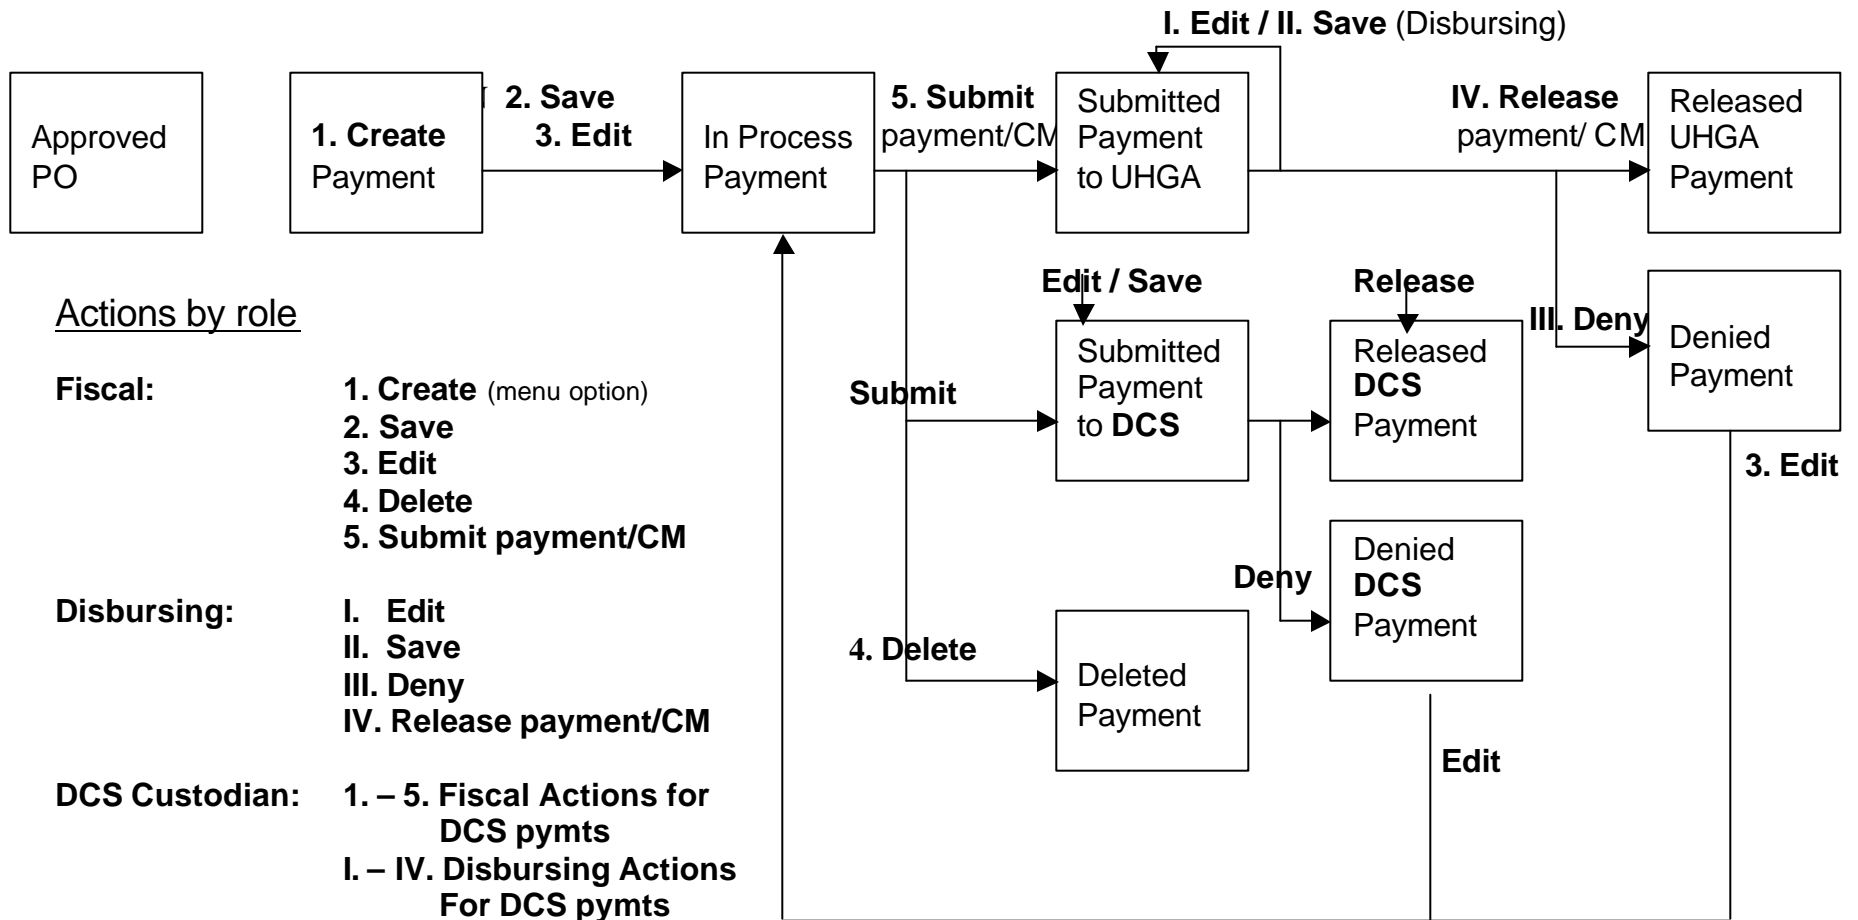 I. Edit / II. Save (Disbursing)
Approved
PO
1. Create
Payment
2. Save
3. Edit
In Process
Payment
5. Submit
payment/CM
Submitted
Payment
to UHGA
IV. Release
payment/ CM
Released
UHGA
Payment
Edit / Save
Release
III. Deny
Denied
Payment
Submit
Submitted
Payment
to DCS
Released
DCS
Payment
3. Edit
Deny
Denied
DCS
Payment
4. Delete
Deleted
Payment
Edit
Actions by role
Fiscal: 1. Create (menu option)
2. Save
3. Edit
4. Delete
5. Submit payment/CM
Disbursing: I. Edit
II. Save
III. Deny
IV. Release payment/CM
DCS Custodian: 1. – 5. Fiscal Actions for
DCS pymts
I. – IV. Disbursing Actions
For DCS pymts